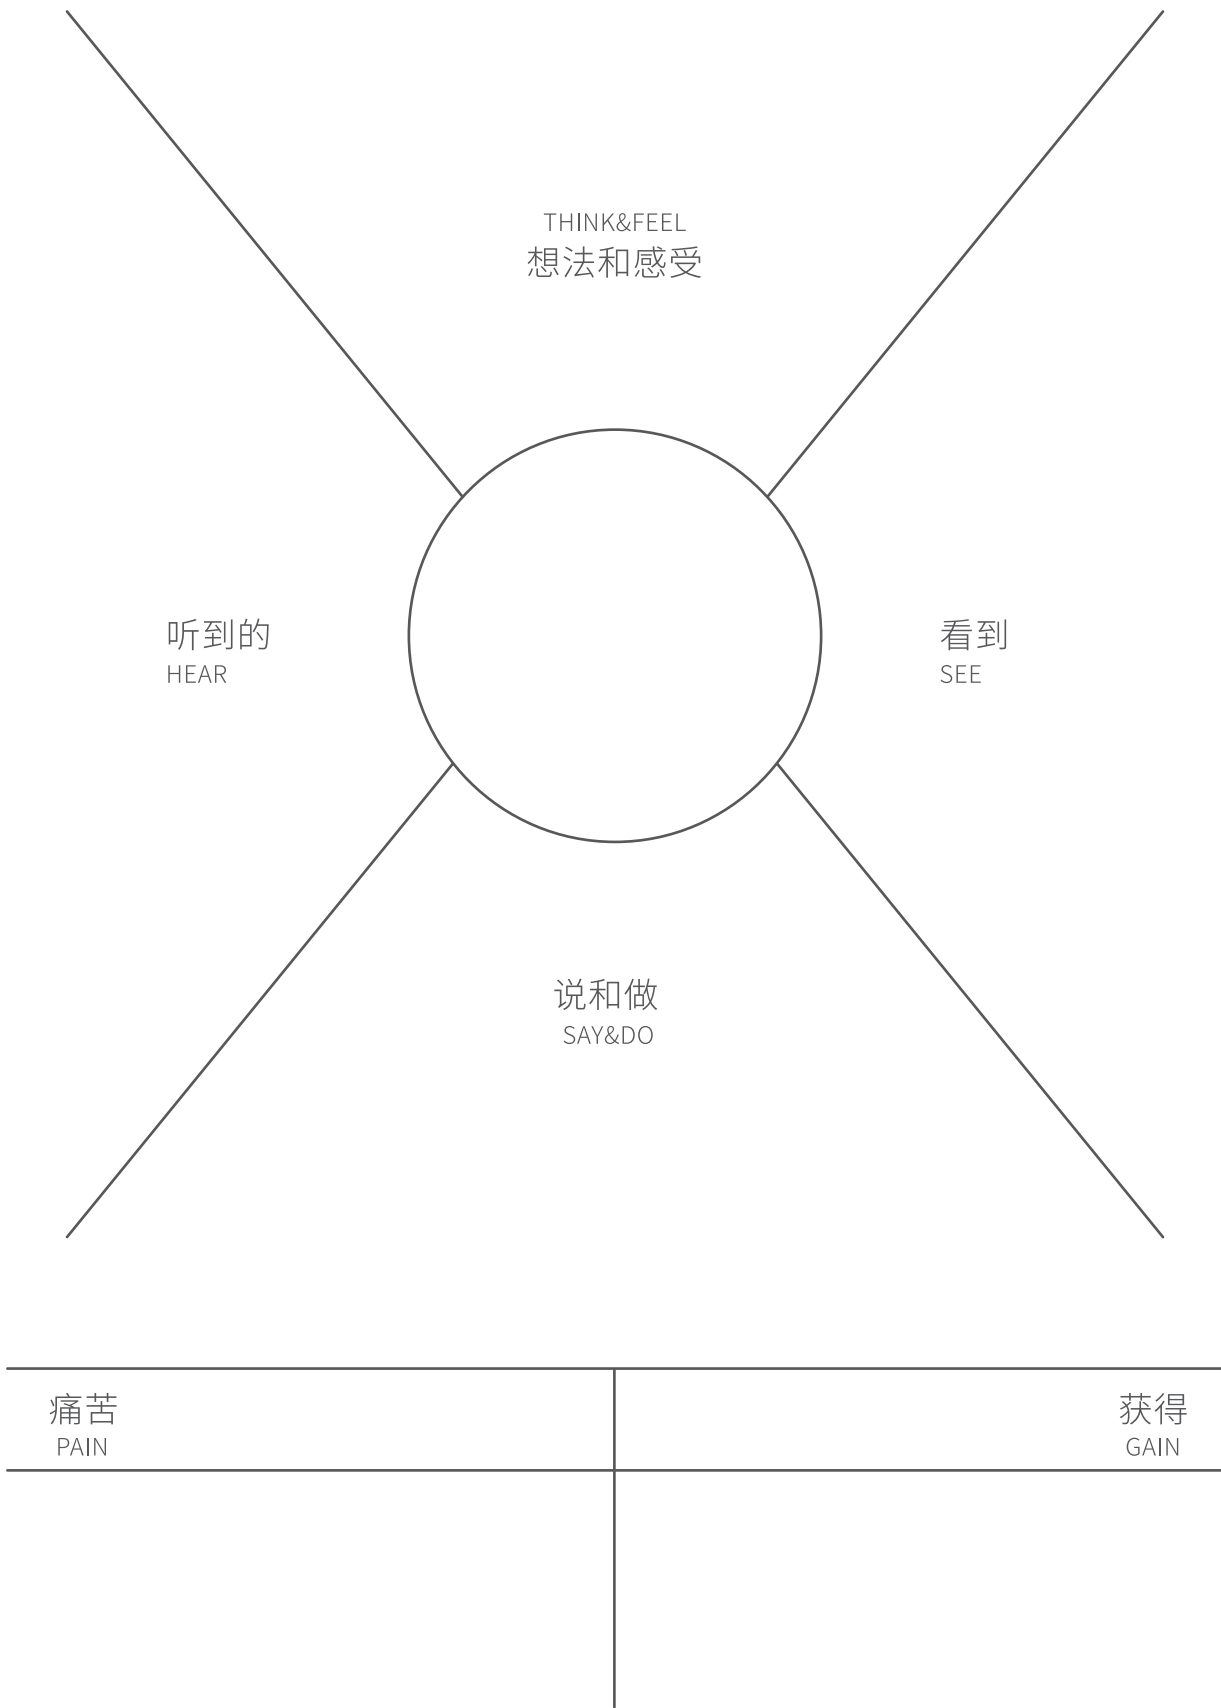 THINK&FEEL
想法和感受
听到的
HEAR
看到
SEE
说和做
SAY&DO
痛苦
PAIN
获得
GAIN